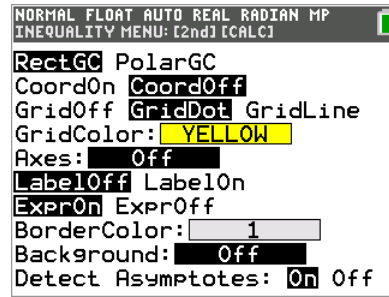 NORMAL FLOAT AUTO REAL RADIAN MP
INEQUALITY MENU: [2nd] [CALC]
RectGC PolarGC
CoordOn CoordOff
GridOff GridDot GridLine
GridColor: YELLOW
Axes: Off
LabelOff LabelOn
ExprOn ExprOff
BorderColor: 1
Background: Off
Detect Asymptotes: On Off